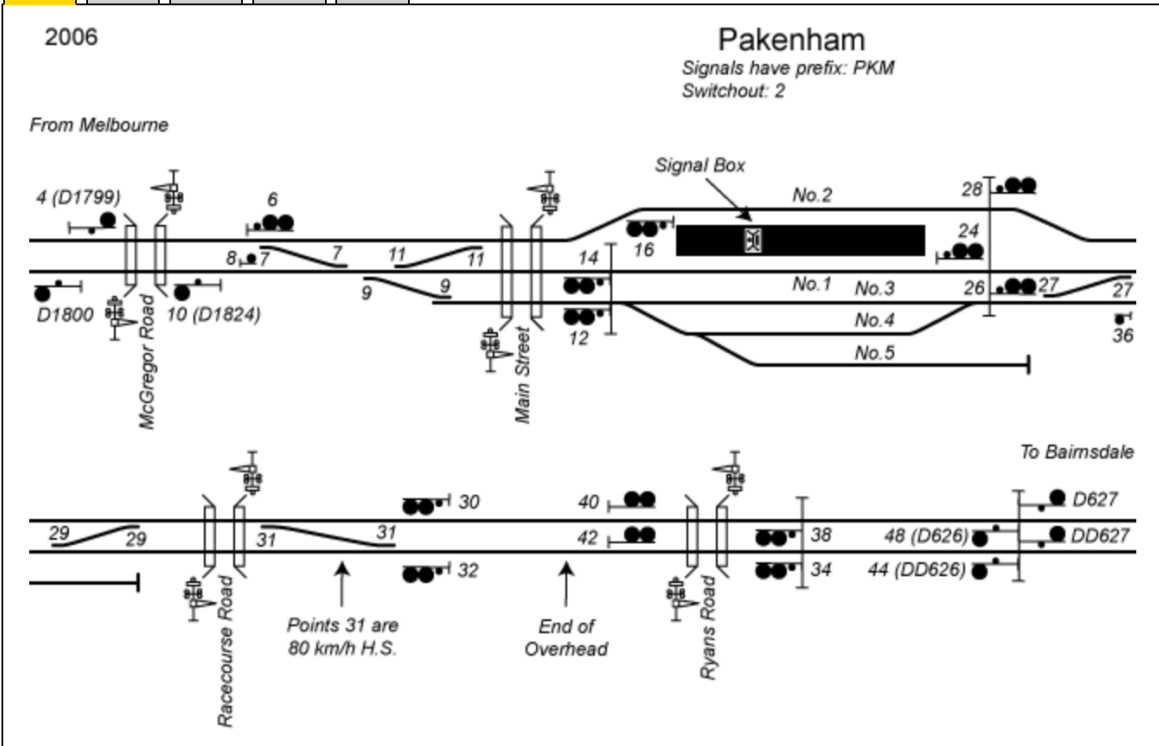 2006
Pakenham
Signals have prefix: PKM
Switchout: 2
From Melbourne
Signal Box
4 (D1799)
6
28
No.2
16
24
8
7
7
11
11
14
No.1
No.3
26
27
27
9
9
D1800
10 (D1824)
12
No.4
36
No.5
McGregor Road
Main Street
To Bairnsdale
30
40
D627
29
29
31
31
42
38
48 (D626)
DD627
32
34
44 (DD626)
Racecourse Road
Points 31 are
80 km/h H.S.
End of
Overhead
Ryans Road